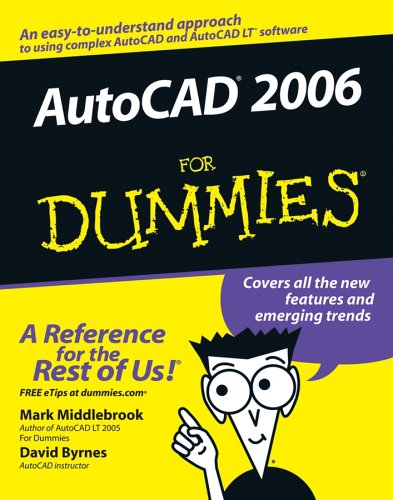 An easy-to-understand approach
to using complex AutoCAD and AutoCAD LT® software
AutoCAD® 2006
FOR
DUMMIES®
Covers all the new
features and
emerging trends
A Reference
for the
Rest of Us!®
FREE eTips at dummies.com®
Mark Middlebrook
Author of AutoCAD LT 2005
For Dummies
David Byrnes
AutoCAD instructor